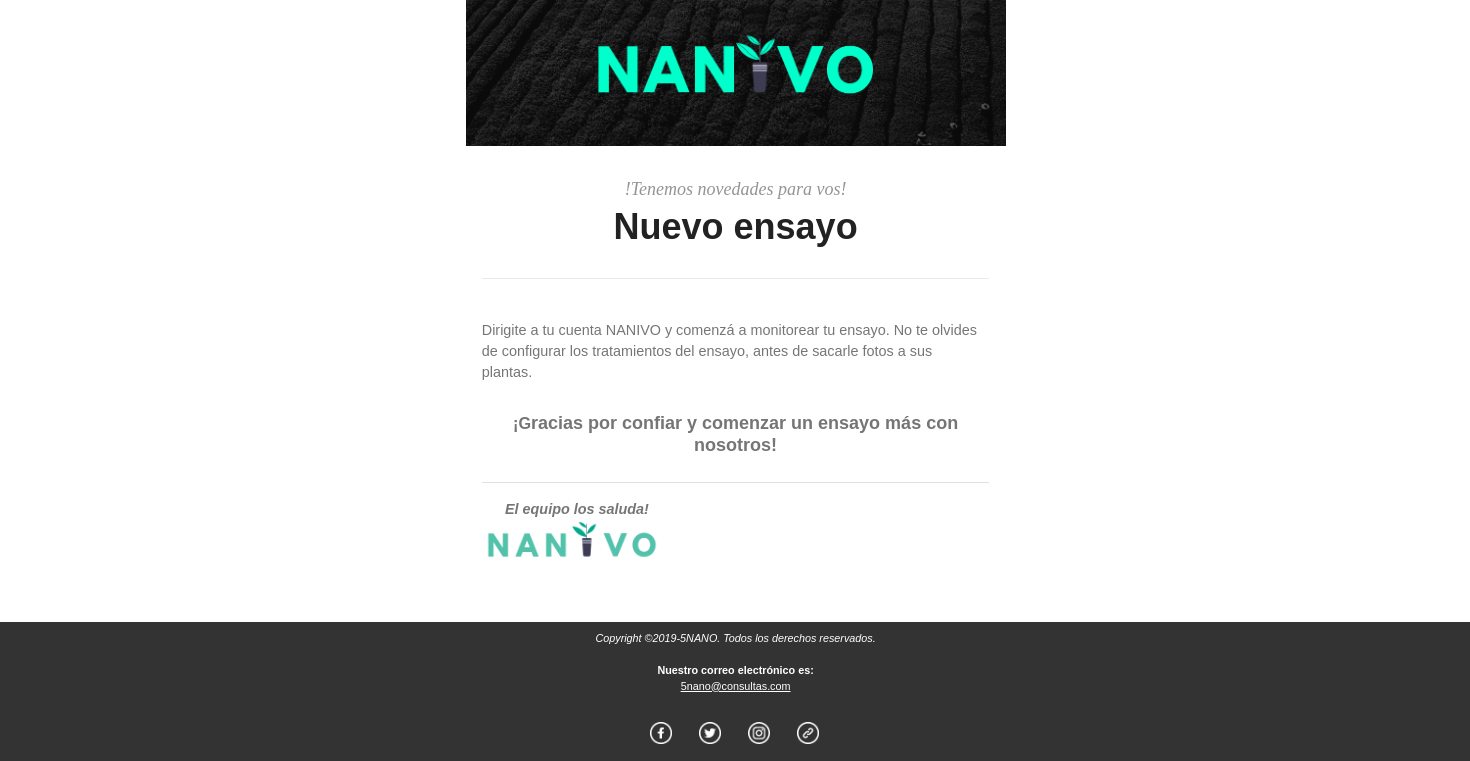 NANIVO
!Tenemos novedades para vos!
Nuevo ensayo
Dirigite a tu cuenta NANIVO y comenzá a monitorear tu ensayo. No te olvides
de configurar los tratamientos del ensayo, antes de sacarle fotos a sus
plantas.
¡Gracias por confiar y comenzar un ensayo más con
nosotros!
El equipo los saluda!
NANIVO
Copyright ©2019-5NANO. Todos los derechos reservados.
Nuestro correo electrónico es:
5nano@consultas.com